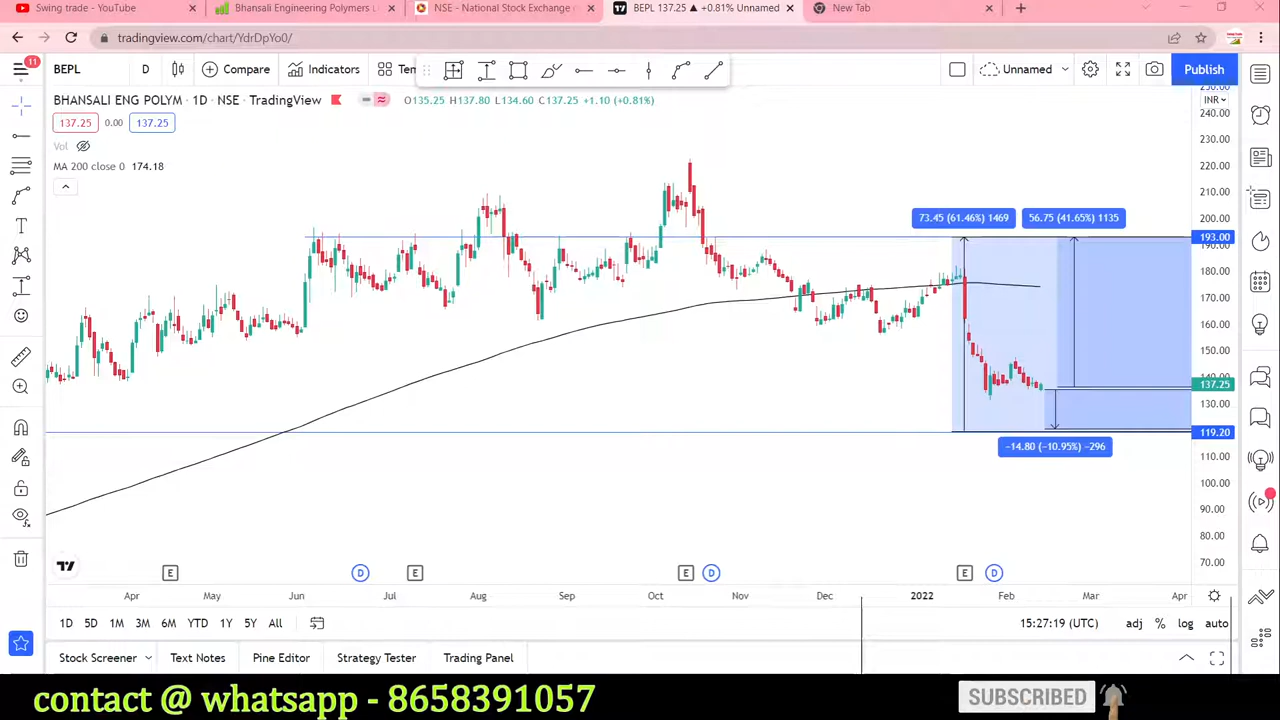 Swing trade - YouTube
Bhansali Engineering Polymers L
NSE - National Stock Exchange o
BEPL 137.25 ▲ +0.81% Unnamed
New Tab
tradingview.com/chart/YdrDpYo0/
11
BEPL
D
Compare
Indicators
Tem
Unnamed
Publish
BHANSALI ENG POLYM · 1D · NSE · TradingView
O135.25 H137.80 L134.60 C137.25 +1.10 (+0.81%)
INR
137.25 0.00 137.25
Vol
MA 200 close 0 174.18
240.00
230.00
220.00
210.00
200.00
193.00
190.00
180.00
170.00
160.00
150.00
140.00
137.25
130.00
119.20
110.00
100.00
90.00
80.00
70.00
73.45 (61.46%) 1469
56.75 (41.65%) 1135
−14.80 (−10.95%) −296
E D E E D E D
Apr May Jun Jul Aug Sep Oct Nov Dec 2022 Feb Mar Apr
1D 5D 1M 3M 6M YTD 1Y 5Y All
15:27:19 (UTC) adj % log auto
Stock Screener Text Notes Pine Editor Strategy Tester Trading Panel
contact @ whatsapp - 8658391057
SUBSCRIBED